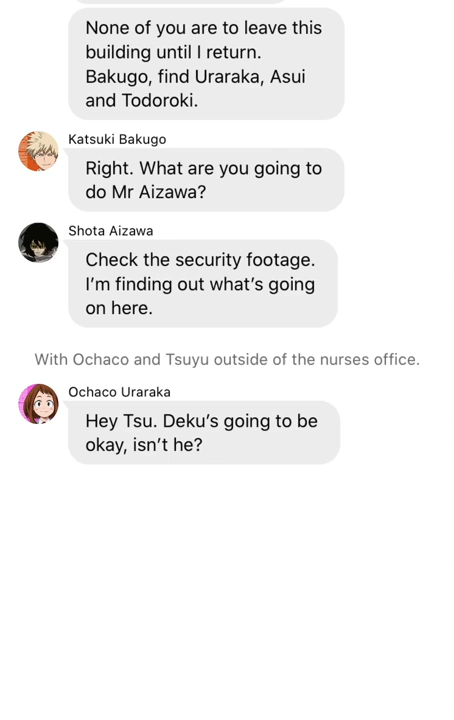 None of you are to leave this
building until I return.
Bakugo, find Uraraka, Asui
and Todoroki.
Katsuki Bakugo
Right. What are you going to
do Mr Aizawa?
Shota Aizawa
Check the security footage.
I’m finding out what’s going
on here.
With Ochaco and Tsuyu outside of the nurses office.
Ochaco Uraraka
Hey Tsu. Deku’s going to be
okay, isn’t he?